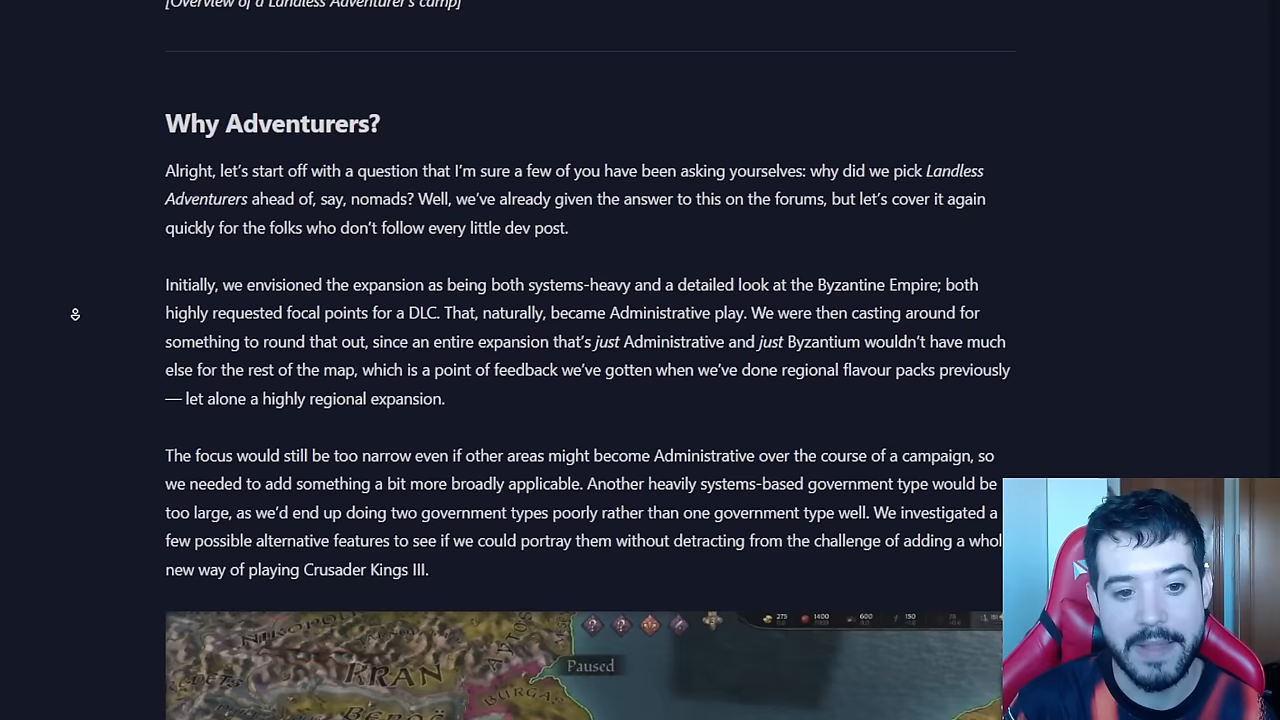 [Overview of a Landless Adventurer's camp]
Why Adventurers?
Alright, let's start off with a question that I'm sure a few of you have been asking yourselves: why did we pick Landless
Adventurers ahead of, say, nomads? Well, we've already given the answer to this on the forums, but let's cover it again
quickly for the folks who don't follow every little dev post.
Initially, we envisioned the expansion as being both systems-heavy and a detailed look at the Byzantine Empire; both
highly requested focal points for a DLC. That, naturally, became Administrative play. We were then casting around for
something to round that out, since an entire expansion that's just Administrative and just Byzantium wouldn't have much
else for the rest of the map, which is a point of feedback we've gotten when we've done regional flavour packs previously
— let alone a highly regional expansion.
The focus would still be too narrow even if other areas might become Administrative over the course of a campaign, so
we needed to add something a bit more broadly applicable. Another heavily systems-based government type would be
too large, as we'd end up doing two government types poorly rather than one government type well. We investigated a
few possible alternative features to see if we could portray them without detracting from the challenge of adding a whol
new way of playing Crusader Kings III.
275 1400 600 150
NIKOPOL
KRAN
Paused
BURGAS